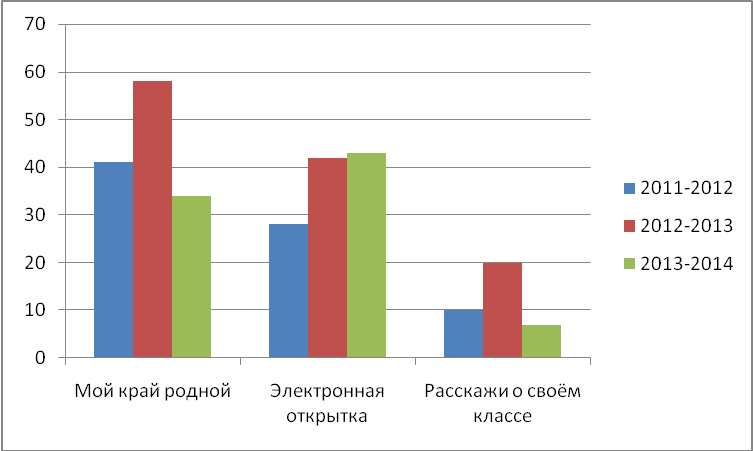 70
60
50
40
30
20
10
0
Мой край родной
Электронная
открытка
Расскажи о своём
классе
2011-2012
2012-2013
2013-2014